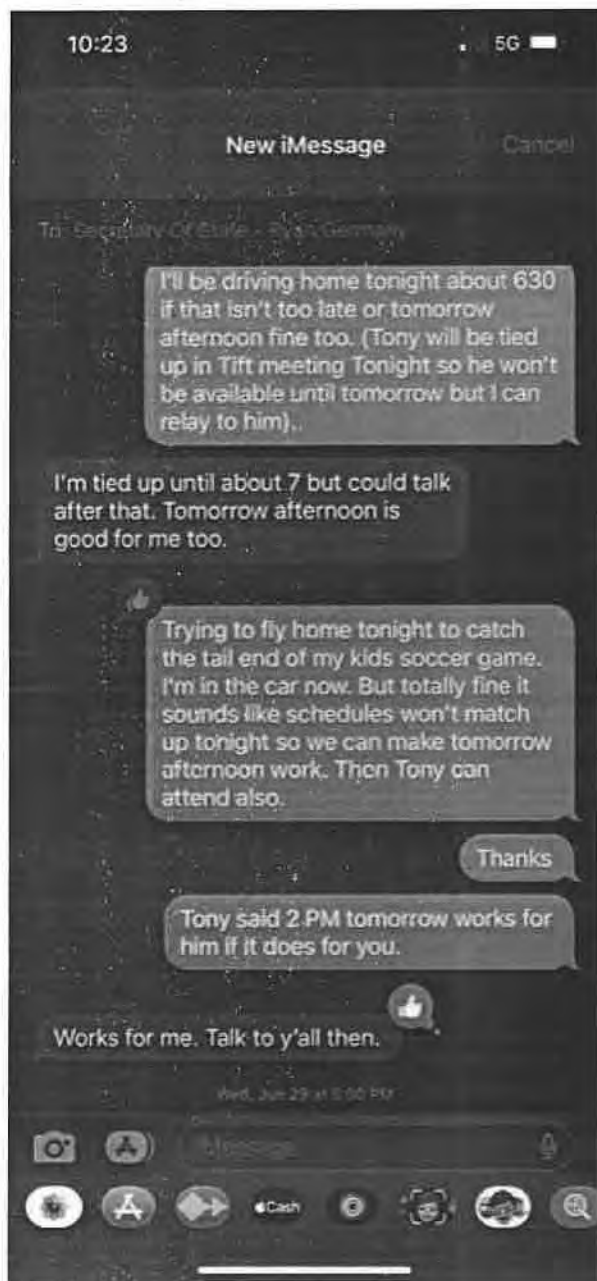 10:23
5G
New iMessage
Cancel
To: Secretary Of State - Ryan Germany
I'll be driving home tonight about 630
if that isn't too late or tomorrow
afternoon fine too. (Tony will be tied
up in Tift meeting Tonight so he won't
be available until tomorrow but I can
relay to him)..
I'm tied up until about 7 but could talk
after that. Tomorrow afternoon is
good for me too.
Trying to fly home tonight to catch
the tail end of my kids soccer game.
I'm in the car now. But totally fine it
sounds like schedules won't match
up tonight so we can make tomorrow
afternoon work. Then Tony can
attend also.
Thanks
Tony said 2 PM tomorrow works for
him if it does for you.
Works for me. Talk to y'all then.
Wed, Jun 29 at PM
iMessage
Cash